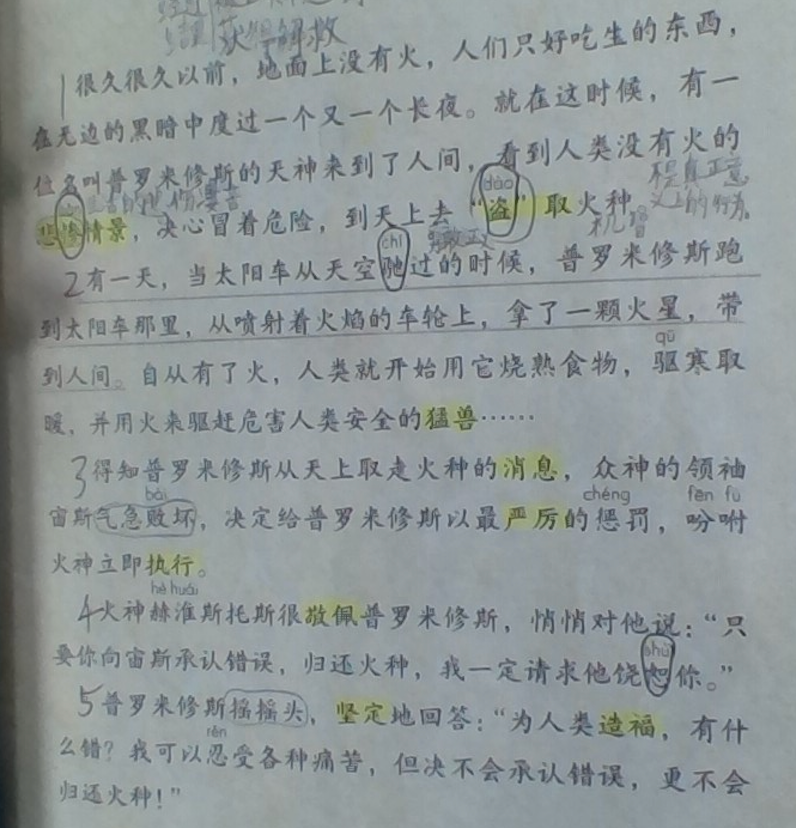 获得解救
1很久很久以前，地面上没有火，人们只好吃生的东西，
在无边的黑暗中度过一个又一个长夜。就在这时候，有一
位名叫普罗米修斯的天神来到了人间，看到人类没有火的
不是真正意
dào
义上的行为。
悲惨情景，决心冒着危险，到天上去“盗”取火种。
机智
勇敢
chí
2有一天，当太阳车从天空驰过的时候，普罗米修斯跑
到太阳车那里，从喷射着火焰的车轮上，拿了一颗火星，带
qū
到人间。自从有了火，人类就开始用它烧熟食物，驱寒取
暖，并用火来驱赶危害人类安全的猛兽……
3得知普罗米修斯从天上取走火种的消息，众神的领袖
bài chéng fēn fù
宙斯气急败坏，决定给普罗米修斯以最严厉的惩罚，吩咐
火神立即执行。
hè huái
4火神赫淮斯托斯很敬佩普罗米修斯，悄悄对他说：“只
shù
要你向宙斯承认错误，归还火种，我一定请求他饶恕你。”
5普罗米修斯摇摇头，坚定地回答：“为人类造福，有什
rěn
么错？我可以忍受各种痛苦，但决不会承认错误，更不会
归还火种！”